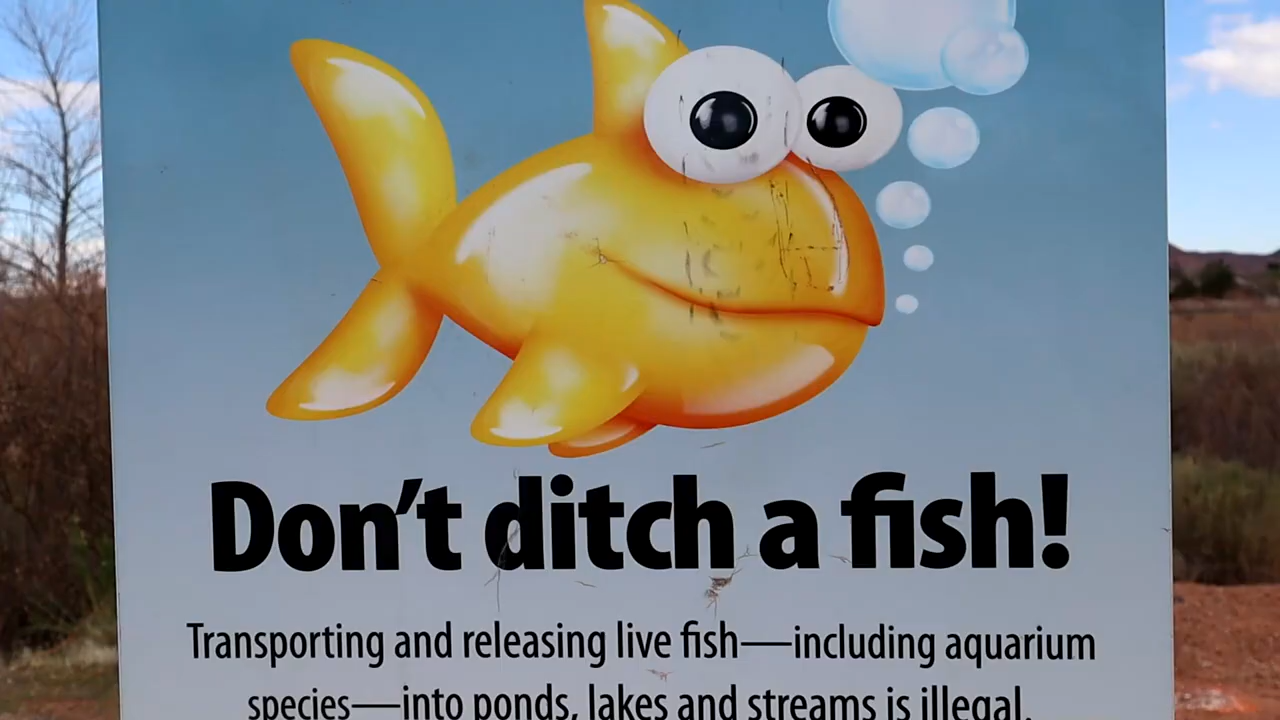 Don’t ditch a fish!
Transporting and releasing live fish—including aquarium
species—into ponds, lakes and streams is illegal.